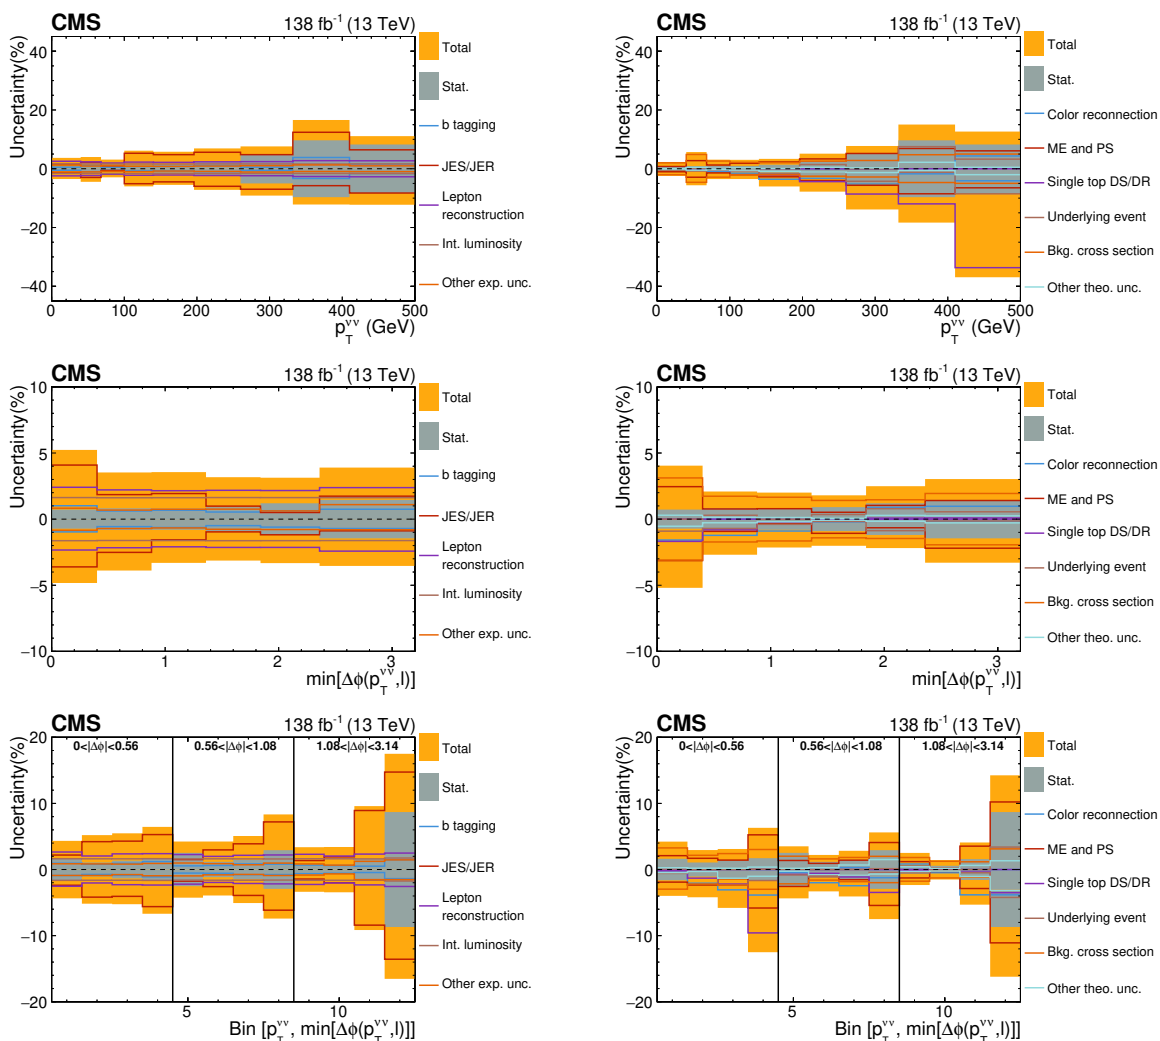 CMS 138 fb⁻¹ (13 TeV)
Uncertainty(%)
40
20
0
−20
−40
0 100 200 300 400 500
p_T^νν (GeV)
Total
Stat.
b tagging
JES/JER
Lepton
reconstruction
Int. luminosity
Other exp. unc.
CMS 138 fb⁻¹ (13 TeV)
Uncertainty(%)
40
20
0
−20
−40
0 100 200 300 400 500
p_T^νν (GeV)
Total
Stat.
Color reconnection
ME and PS
Single top DS/DR
Underlying event
Bkg. cross section
Other theo. unc.
CMS 138 fb⁻¹ (13 TeV)
Uncertainty(%)
10
5
0
−5
−10
0 1 2 3
min[Δϕ(p_T^νν,l)]
Total
Stat.
b tagging
JES/JER
Lepton
reconstruction
Int. luminosity
Other exp. unc.
CMS 138 fb⁻¹ (13 TeV)
Uncertainty(%)
10
5
0
−5
−10
0 1 2 3
min[Δϕ(p_T^νν,l)]
Total
Stat.
Color reconnection
ME and PS
Single top DS/DR
Underlying event
Bkg. cross section
Other theo. unc.
CMS 138 fb⁻¹ (13 TeV)
Uncertainty(%)
20
10
0
−10
−20
0<|Δϕ|<0.56 0.56<|Δϕ|<1.08 1.08<|Δϕ|<3.14
5 10
Bin [p_T^νν, min[Δϕ(p_T^νν,l)]]
Total
Stat.
b tagging
JES/JER
Lepton
reconstruction
Int. luminosity
Other exp. unc.
CMS 138 fb⁻¹ (13 TeV)
Uncertainty(%)
20
10
0
−10
−20
0<|Δϕ|<0.56 0.56<|Δϕ|<1.08 1.08<|Δϕ|<3.14
5 10
Bin [p_T^νν, min[Δϕ(p_T^νν,l)]]
Total
Stat.
Color reconnection
ME and PS
Single top DS/DR
Underlying event
Bkg. cross section
Other theo. unc.